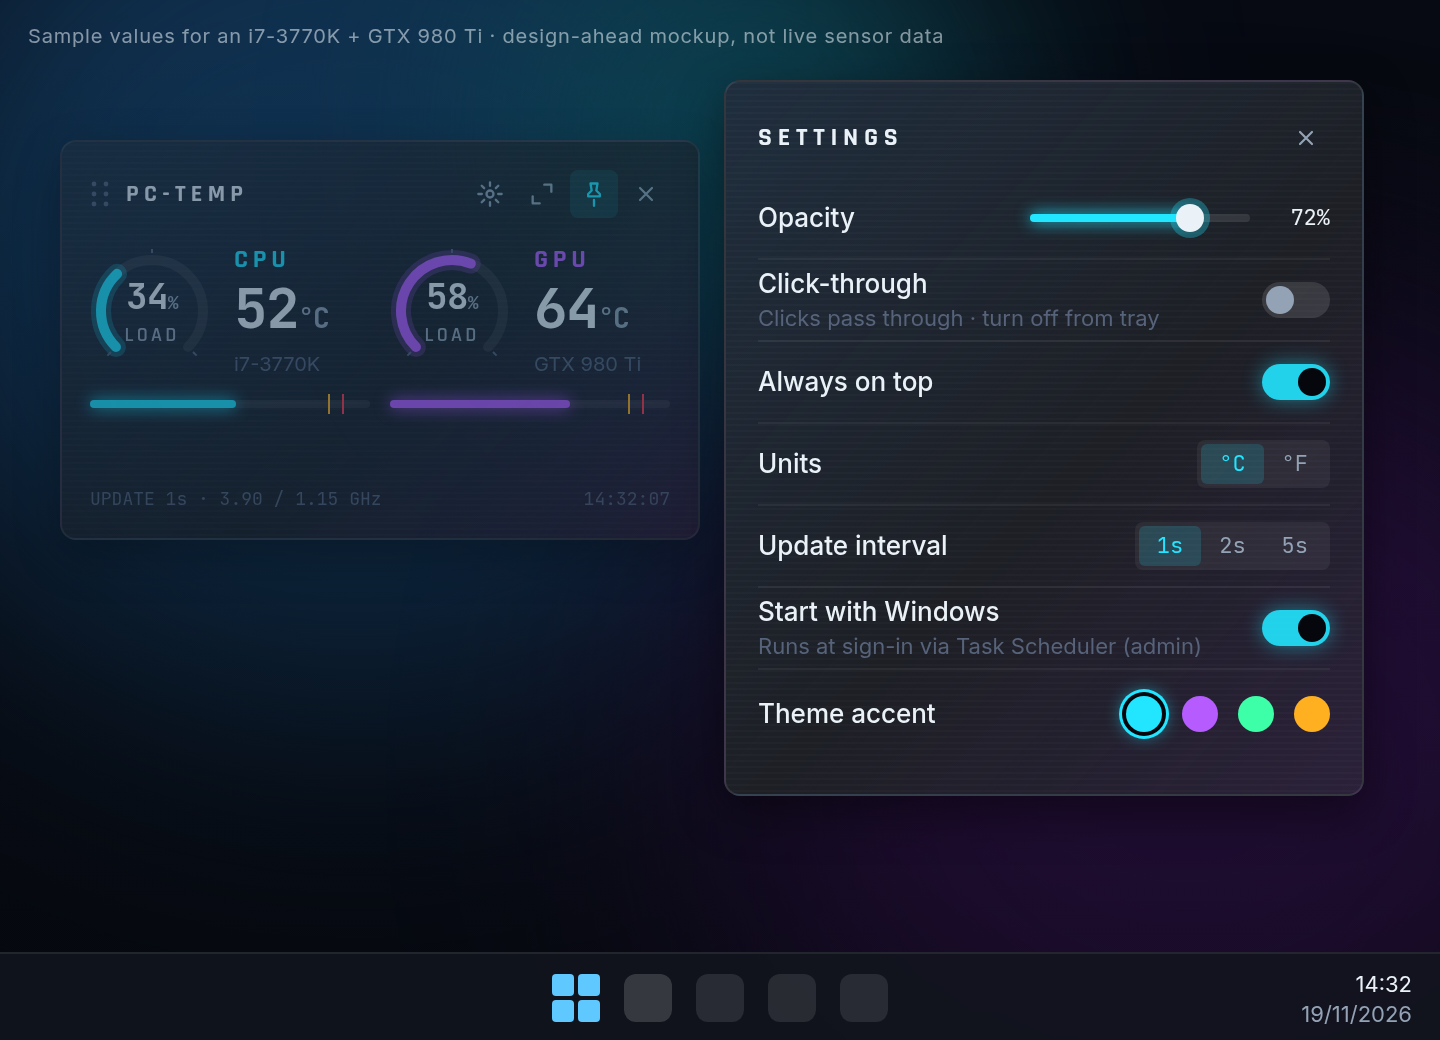 Sample values for an i7-3770K + GTX 980 Ti · design-ahead mockup, not live sensor data
PC-TEMP
34%
LOAD
CPU
52°C
i7-3770K
58%
LOAD
GPU
64°C
GTX 980 Ti
UPDATE 1s · 3.90 / 1.15 GHz
14:32:07
SETTINGS
Opacity
72%
Click-through
Clicks pass through · turn off from tray
Always on top
Units
°C °F
Update interval
1s 2s 5s
Start with Windows
Runs at sign-in via Task Scheduler (admin)
Theme accent
14:32
19/11/2026